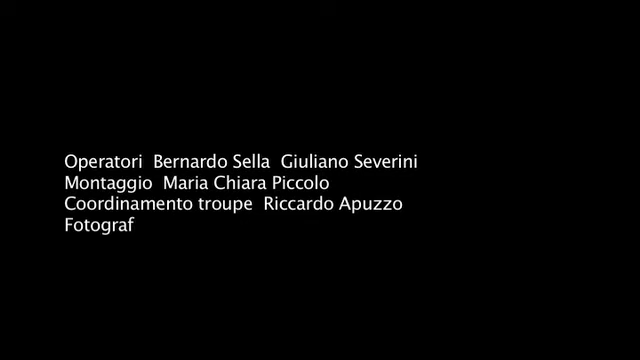 Operatori Bernardo Sella Giuliano Severini
Montaggio Maria Chiara Piccolo
Coordinamento troupe Riccardo Apuzzo
Fotograf